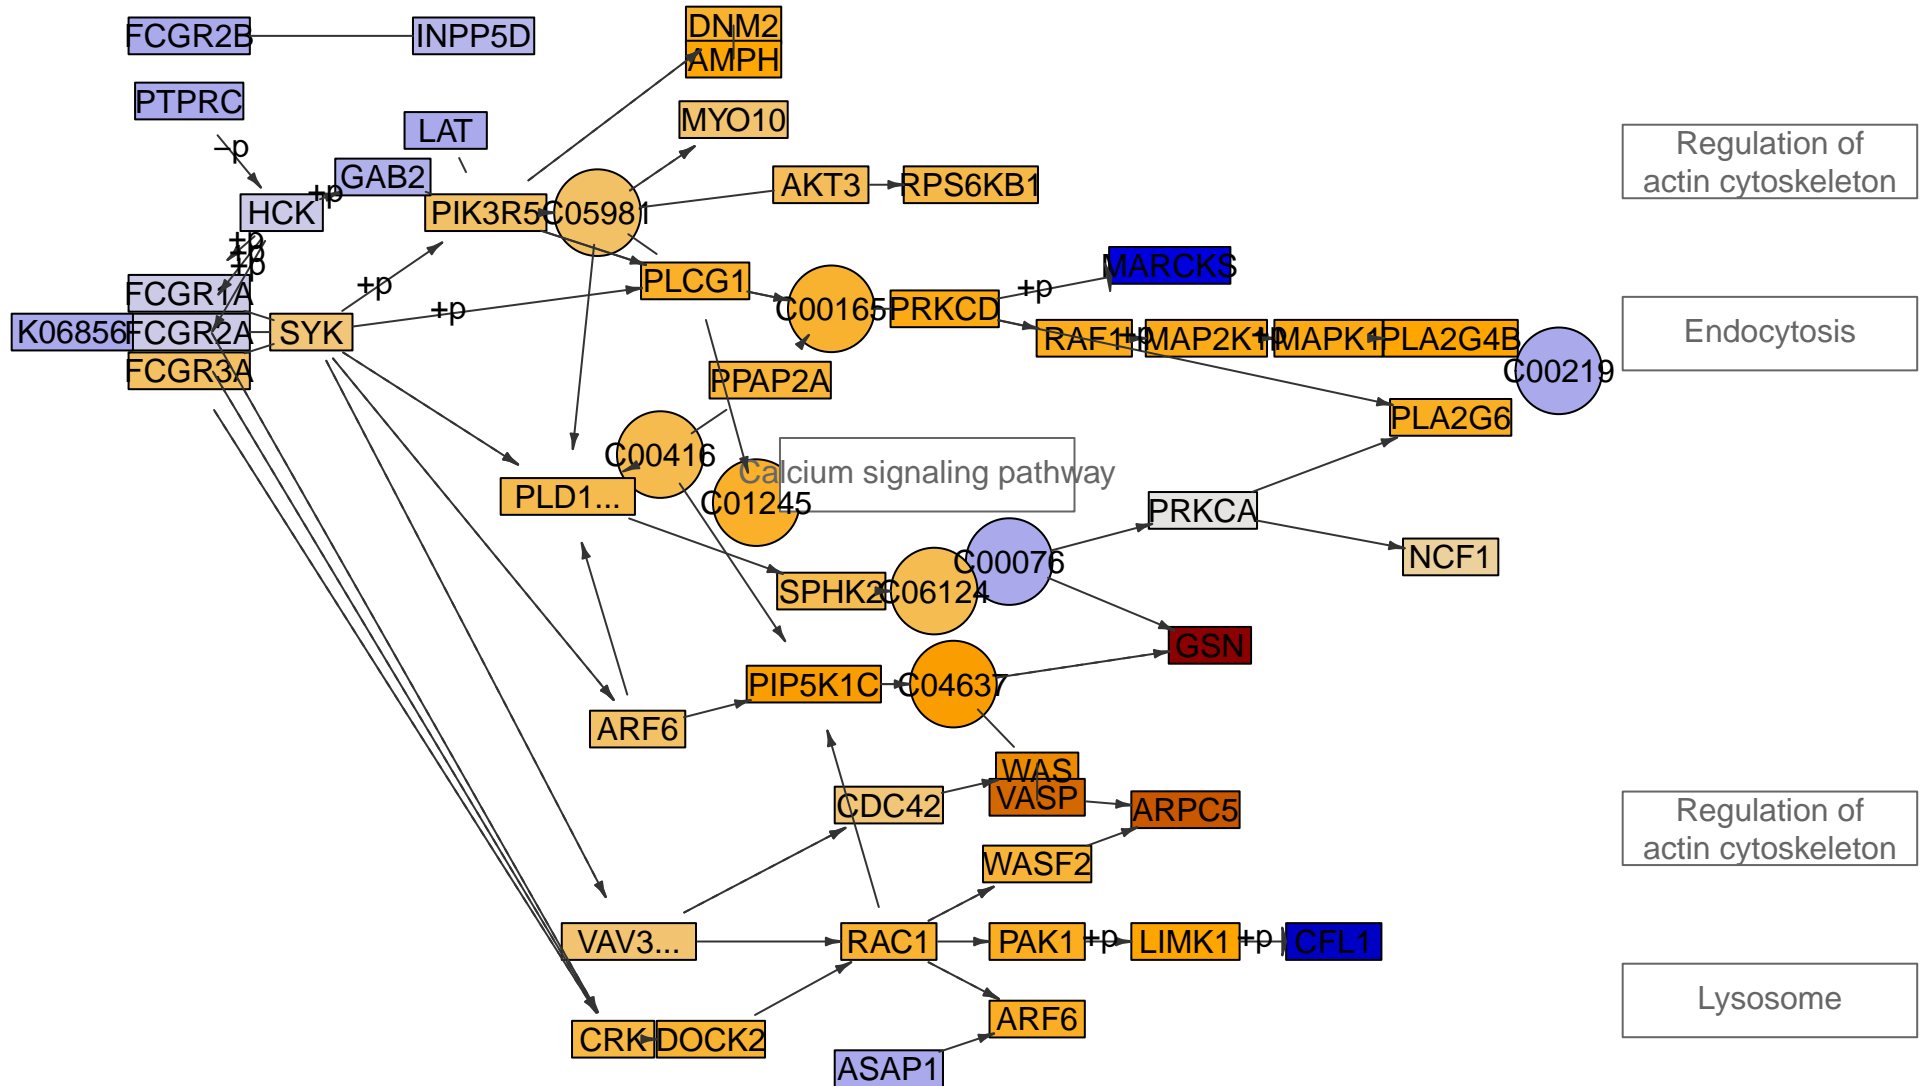 FCGR2B
INPP5D
DNM2
AMPH
PTPRC
LAT
MYO10
Regulation of
actin cytoskeleton
-p
GAB2
+p
HCK
PIK3R5
C05981
AKT3
RPS6KB1
+p
+p
+p
MARCKS
FCGR1A
+p
PLCG1
+p
C00165
PRKCD
+p
K06856
FCGR2A
SYK
RAF1
+p
MAP2K1
+p
MAPK1
PLA2G4B
Endocytosis
FCGR3A
PPAP2A
C00219
PLA2G6
C00416
Calcium signaling pathway
PLD1...
C01245
PRKCA
NCF1
C00076
SPHK2
C06124
GSN
PIP5K1C
C04637
ARF6
WAS
VASP
CDC42
ARPC5
Regulation of
actin cytoskeleton
WASF2
VAV3...
RAC1
PAK1
+p
LIMK1
+p
CFL1
Lysosome
ARF6
CRK
DOCK2
ASAP1